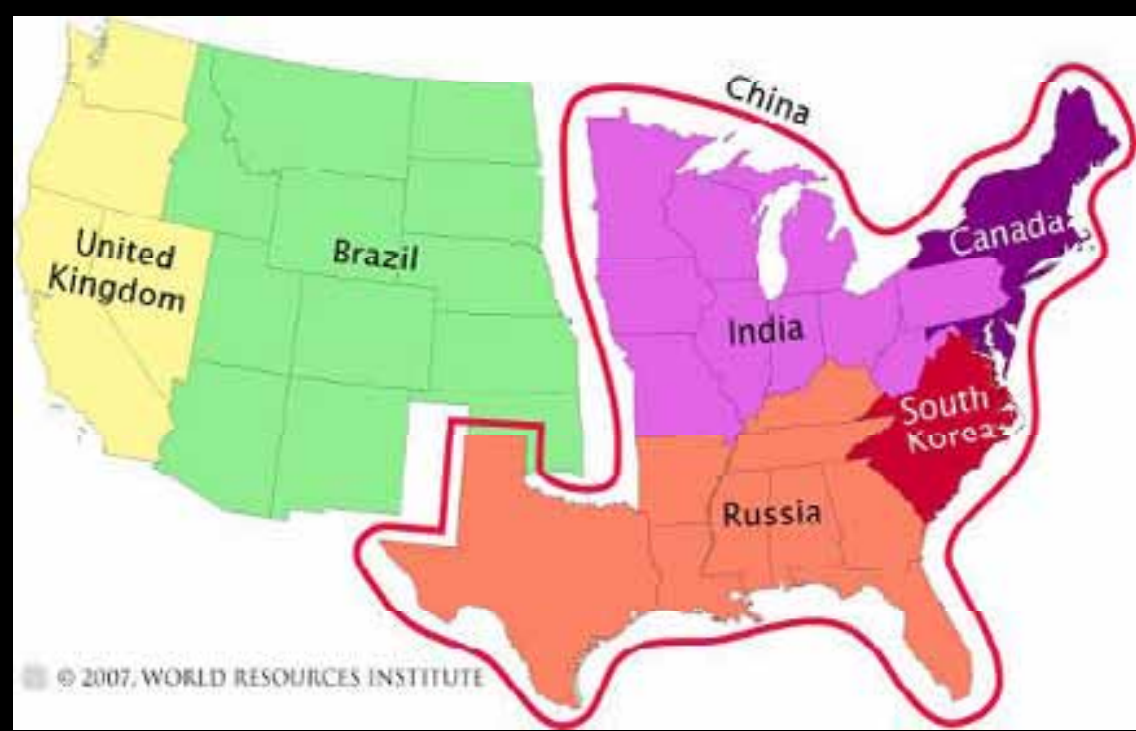 China
Canada
United
Kingdom
Brazil
India
South
Korea
Russia
© 2007, WORLD RESOURCES INSTITUTE